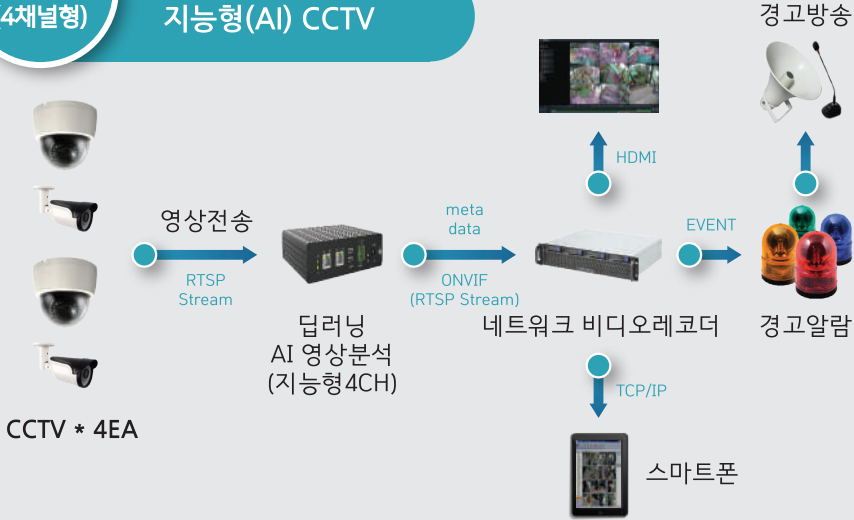 (4채널형)
지능형(AI) CCTV
경고방송
HDMI
영상전송
RTSP
Stream
meta
data
ONVIF
(RTSP Stream)
EVENT
딥러닝
AI 영상분석
(지능형4CH)
네트워크 비디오레코더
경고알람
TCP/IP
CCTV * 4EA
스마트폰